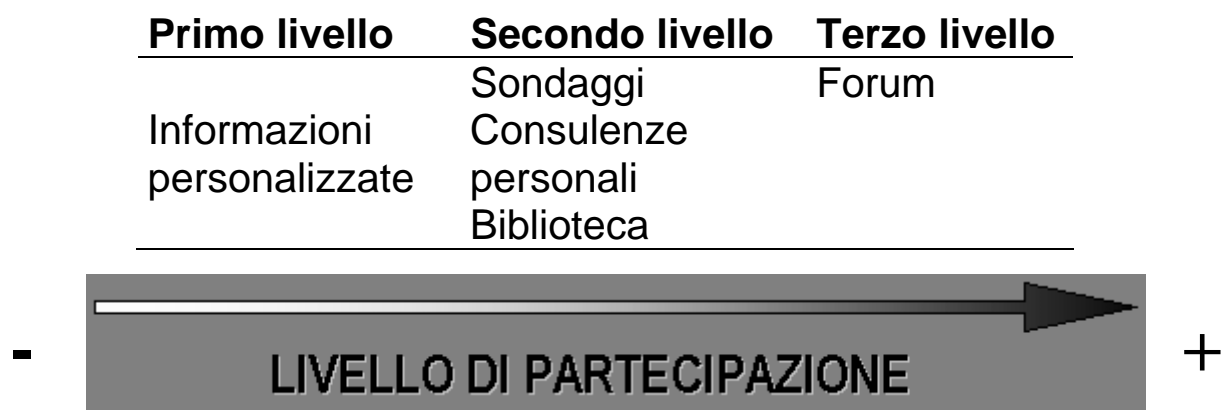 Primo livello Secondo livello Terzo livello
Sondaggi Forum
Informazioni Consulenze
personalizzate personali
Biblioteca
LIVELLO DI PARTECIPAZIONE
- +